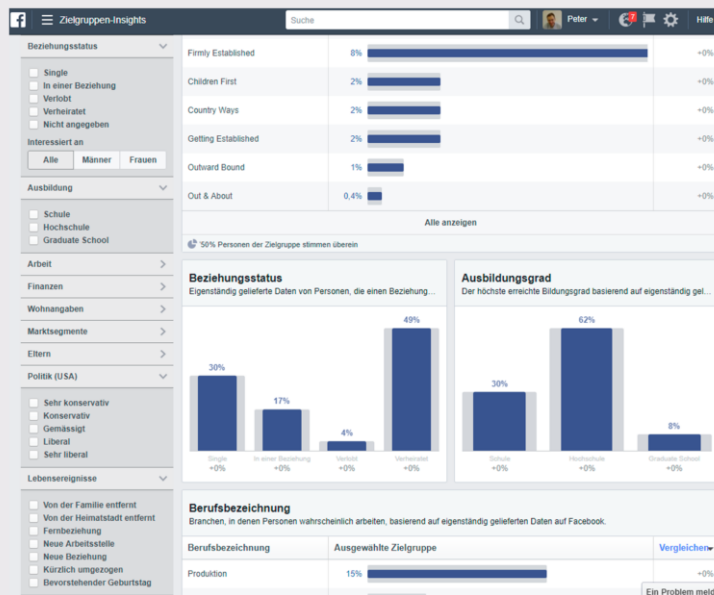 f Zielgruppen-Insights Suche Peter 7 Hilfe
Beziehungsstatus
Single
In einer Beziehung
Verlobt
Verheiratet
Nicht angegeben
Interessiert an
Alle Männer Frauen
Ausbildung
Schule
Hochschule
Graduate School
Arbeit
Finanzen
Wohnangaben
Marktsegmente
Eltern
Politik (USA)
Sehr konservativ
Konservativ
Gemässigt
Liberal
Sehr liberal
Lebensereignisse
Von der Familie entfernt
Von der Heimatstadt entfernt
Fernbeziehung
Neue Arbeitsstelle
Neue Beziehung
Kürzlich umgezogen
Bevorstehender Geburtstag
Firmly Established 8% +0%
Children First 2% +0%
Country Ways 2% +0%
Getting Established 2% +0%
Outward Bound 1% +0%
Out & About 0,4% +0%
Alle anzeigen
'50% Personen der Zielgruppe stimmen überein
Beziehungsstatus
Eigenständig gelieferte Daten von Personen, die einen Beziehung...
30% 17% 4% 49%
Single In einer Beziehung Verlobt Verheiratet
+0% +0% +0% +0%
Ausbildungsgrad
Der höchste erreichte Bildungsgrad basierend auf eigenständig gel...
30% 62% 8%
Schule Hochschule Graduate School
+0% +0% +0%
Berufsbezeichnung
Branchen, in denen Personen wahrscheinlich arbeiten, basierend auf eigenständig gelieferten Daten auf Facebook.
Berufsbezeichnung Ausgewählte Zielgruppe Vergleichen
Produktion 15% +0%
Ein Problem meld